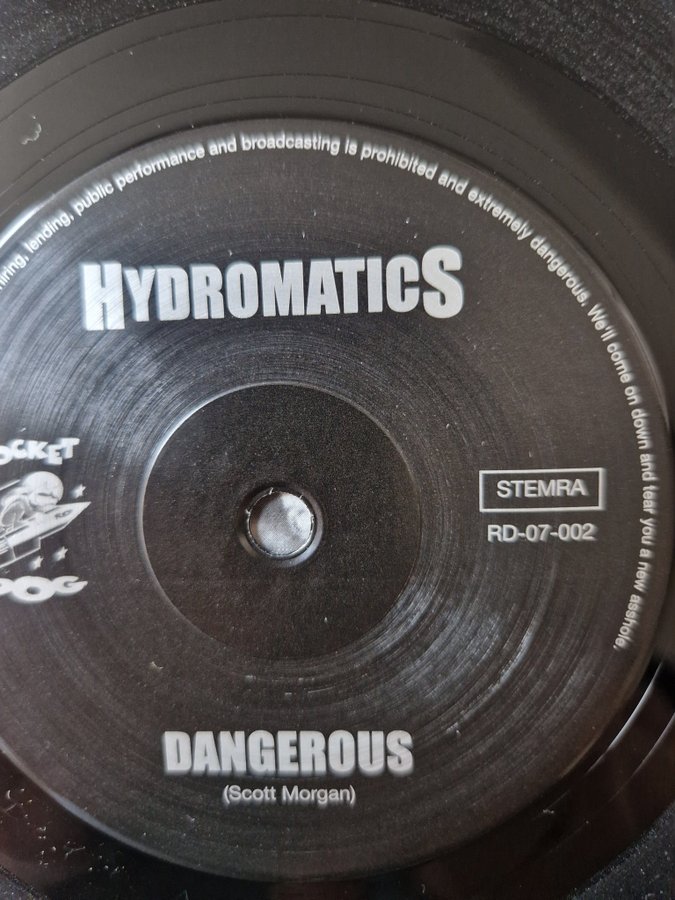 hiring, lending, public performance and broadcasting is prohibited and extremely dangerous. We'll come on down and tear you a new asshole.
HYDROMATICS
OCKET
DOG
STEMRA
RD-07-002
DANGEROUS
(Scott Morgan)